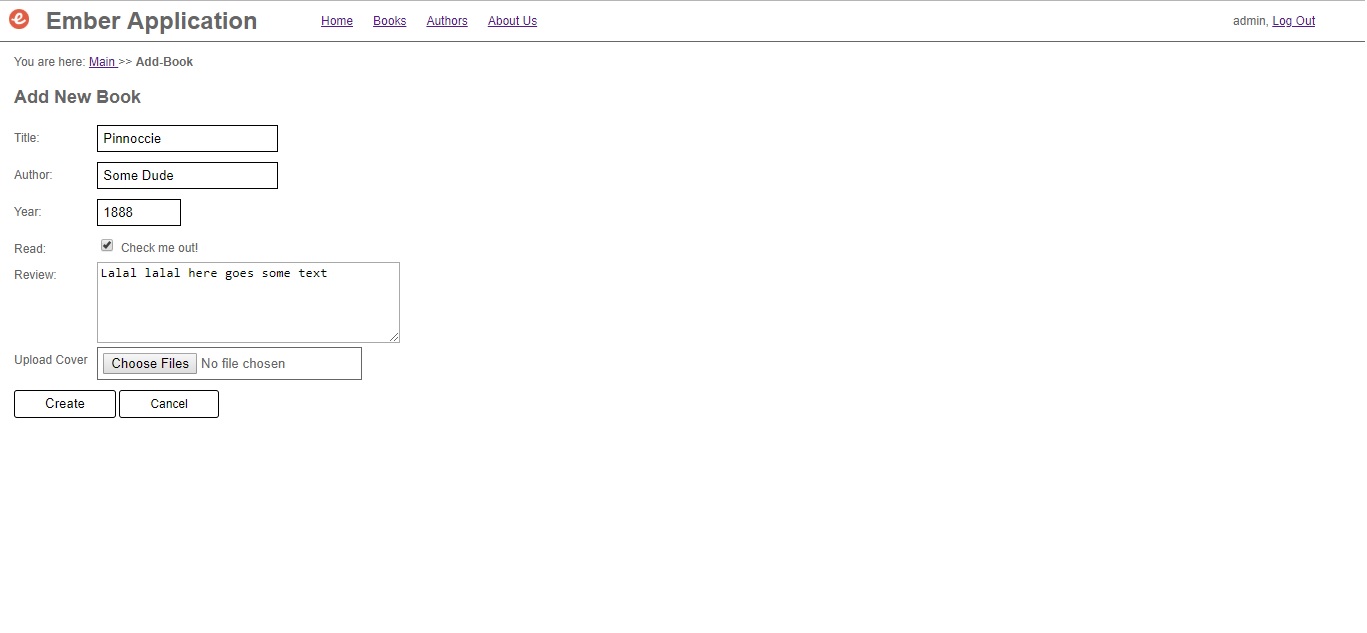 Ember Application Home Books Authors About Us admin, Log Out
You are here: Main >> Add-Book
Add New Book
Title: Pinnoccie
Author: Some Dude
Year: 1888
Read: Check me out!
Review: Lalal lalal here goes some text
Upload Cover Choose Files No file chosen
Create Cancel